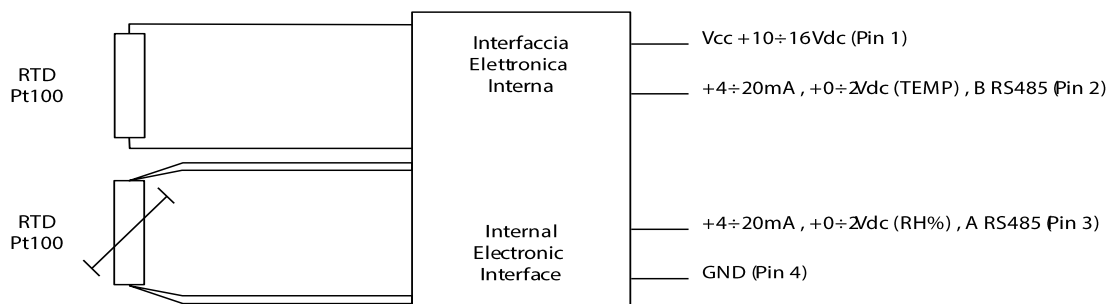 RTD
Pt100
RTD
Pt100
Interfaccia
Elettronica
Interna
Internal
Electronic
Interface
Vcc +10÷16Vdc (Pin 1)
+4÷20mA , +0÷2Vdc (TEMP) , B RS485 (Pin 2)
+4÷20mA , +0÷2Vdc (RH%) , A RS485 (Pin 3)
GND (Pin 4)